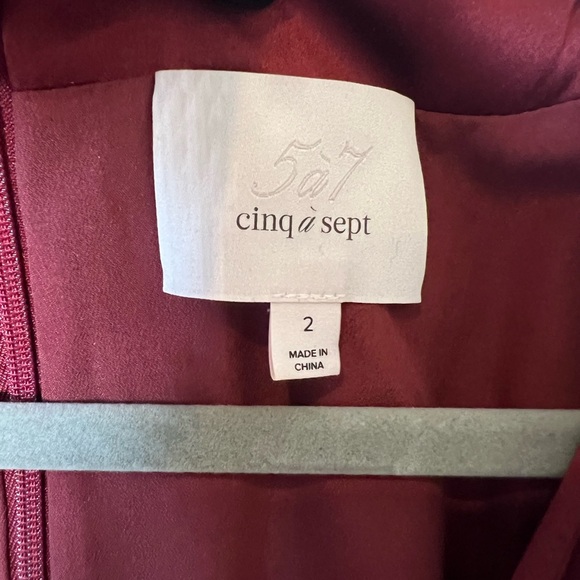 5à7
cinq à sept
2
MADE IN
CHINA